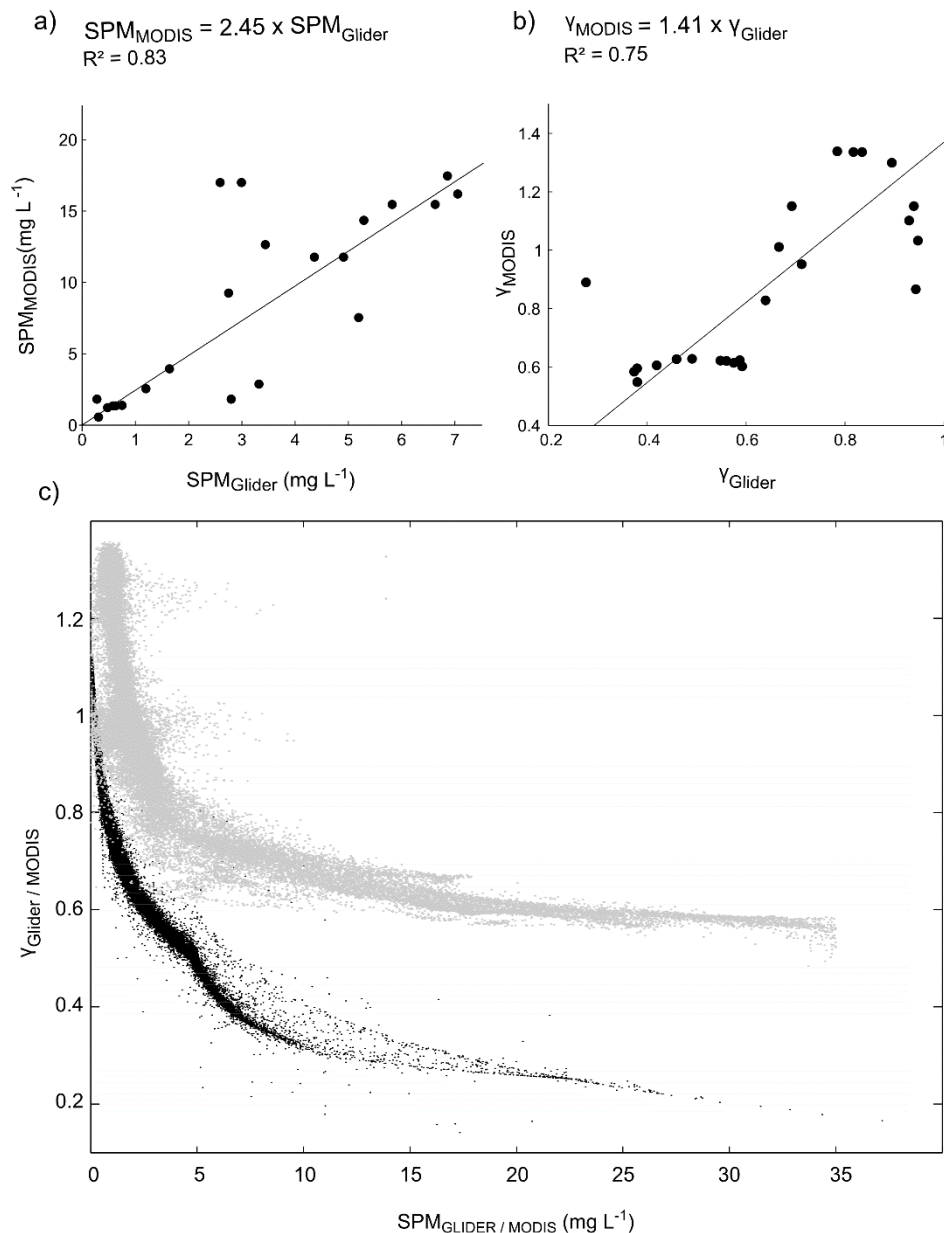 a) SPM_MODIS = 2.45 x SPM_Glider
R² = 0.83
SPM_MODIS(mg L⁻¹)
20
15
10
5
0
0 1 2 3 4 5 6 7
SPM_Glider (mg L⁻¹)
b) γ_MODIS = 1.41 x γ_Glider
R² = 0.75
γ_MODIS
1.4
1.2
1
0.8
0.6
0.4
0.2 0.4 0.6 0.8 1
γ_Glider
c)
γ_Glider / MODIS
1.2
1
0.8
0.6
0.4
0.2
0 5 10 15 20 25 30 35
SPM_GLIDER / MODIS (mg L⁻¹)